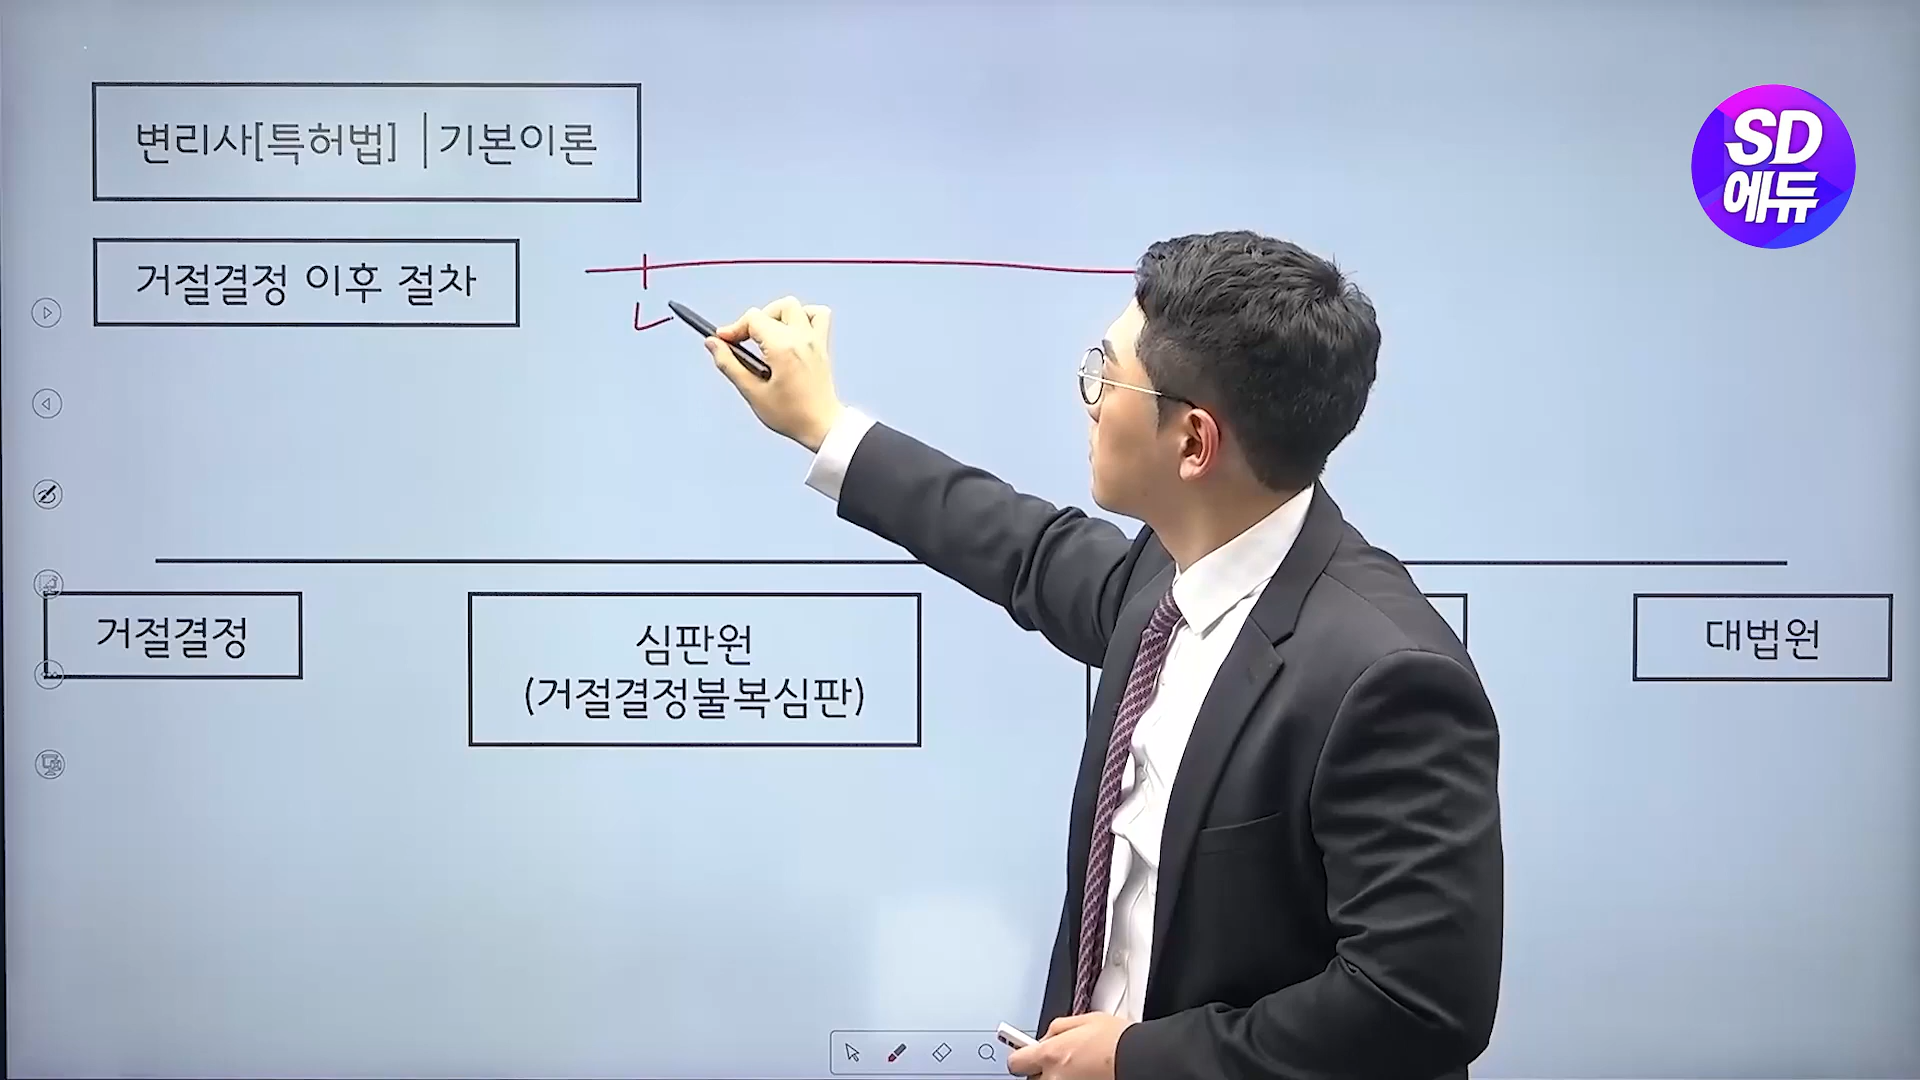 변리사[특허법] | 기본이론
SD
에듀
거절결정 이후 절차
거절결정
심판원
(거절결정불복심판)
대법원